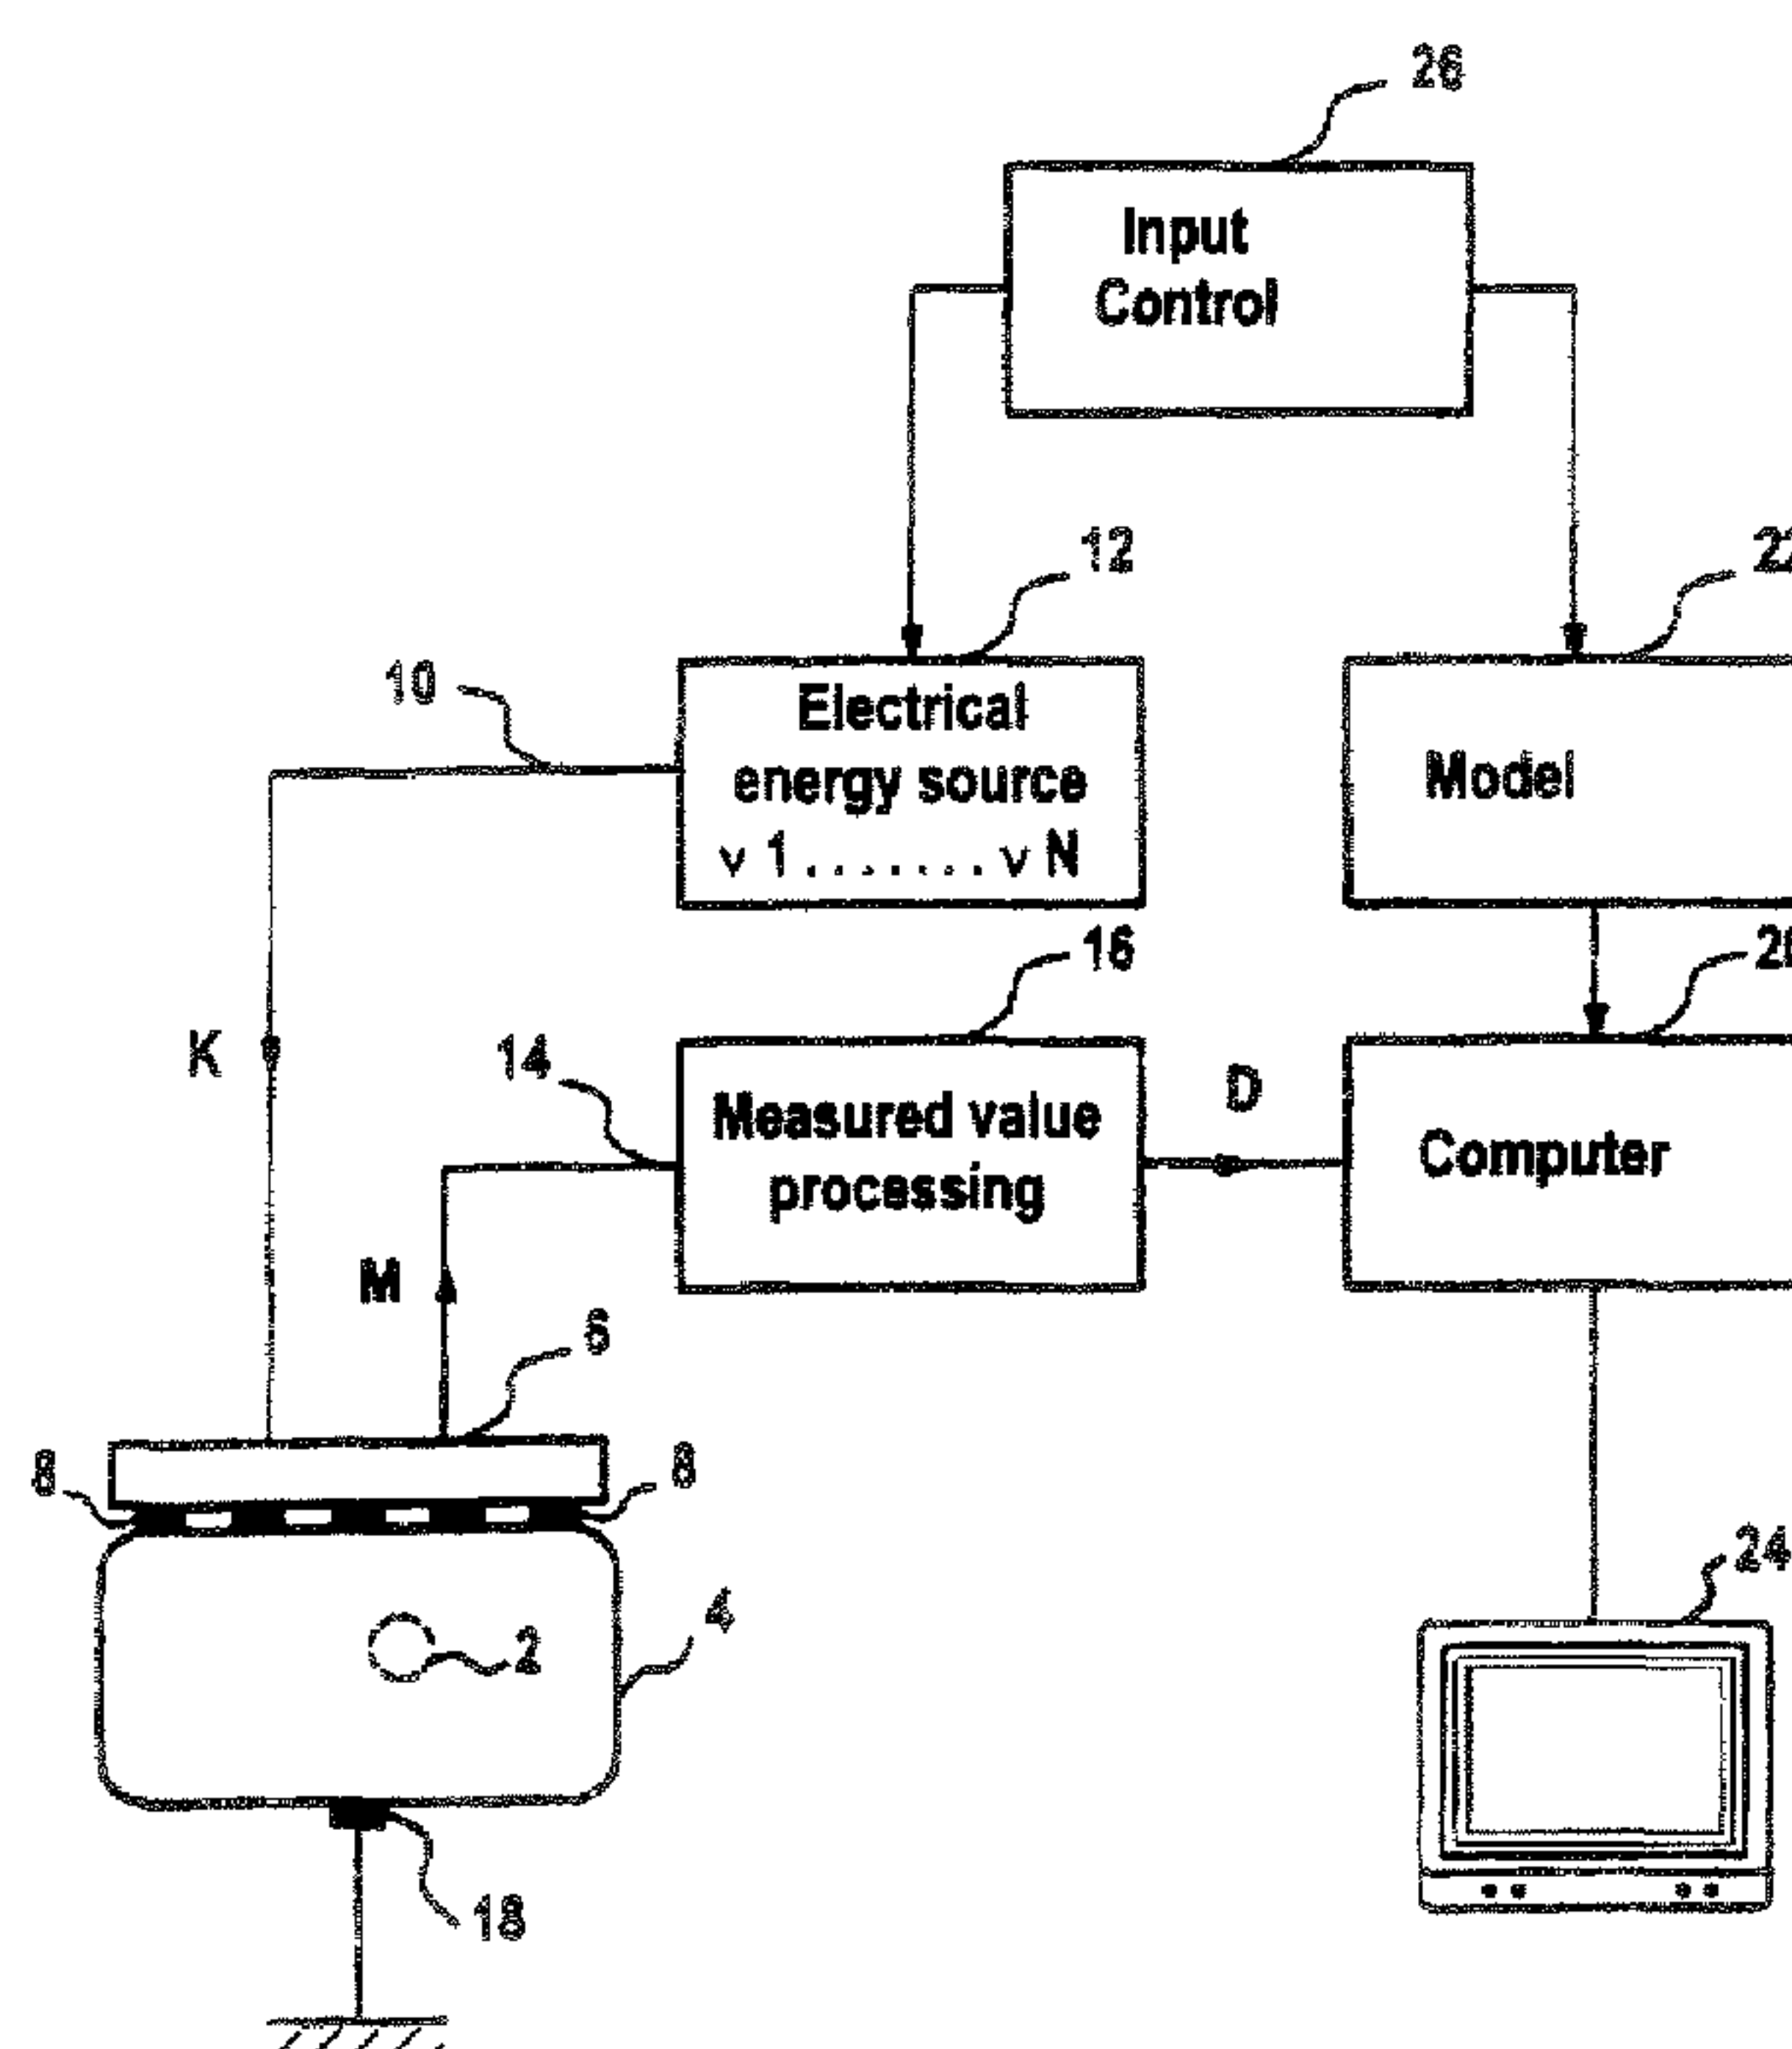 26
Input
Control
12
10
Electrical
energy source
v 1 ........ v N
Model
16
K
14
Measured value
processing
D
Computer
M
6
8
8
24
4
2
18